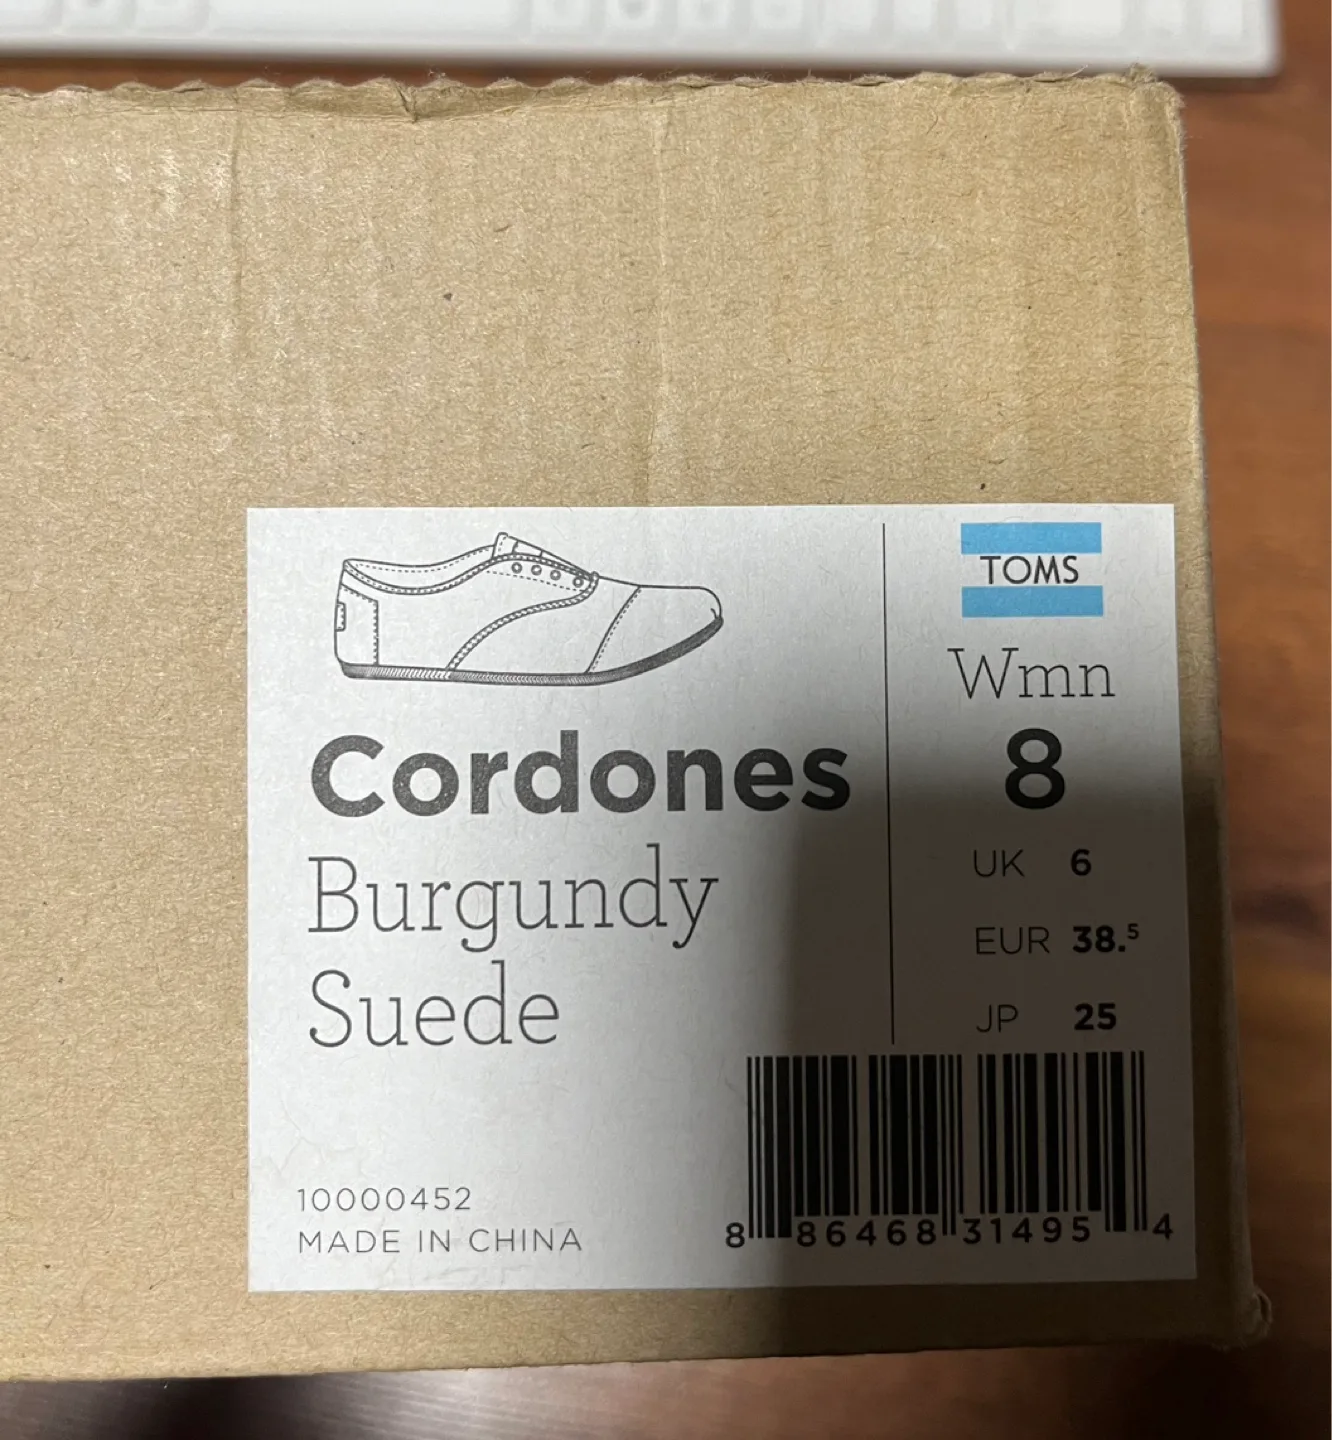 Cordones
Burgundy
Suede
10000452
MADE IN CHINA
TOMS
Wmn
8
UK 6
EUR 38.5
JP 25
8 86468 31495 4